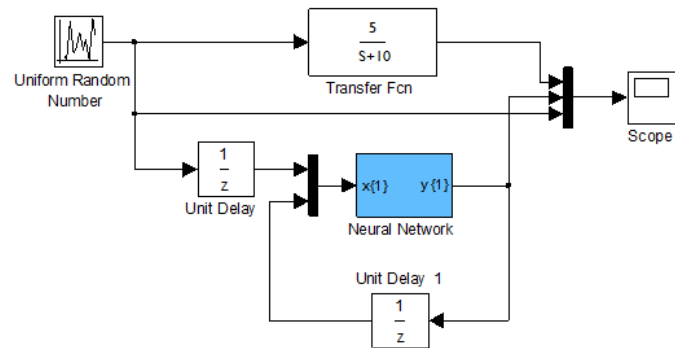 5
S+10
Uniform Random
Number
Transfer Fcn
Scope
1
z
Unit Delay
x{1}
y{1}
Neural Network
Unit Delay 1
1
z